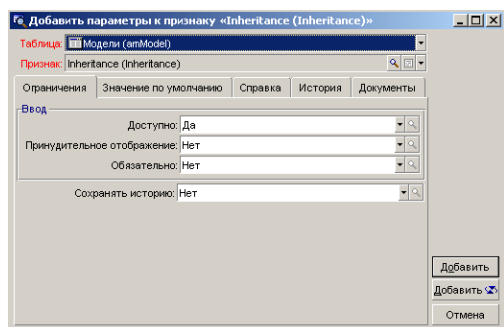 Добавить параметры к признаку «Inheritance (Inheritance)»
Таблица: Модели (amModel)
Признак: Inheritance (Inheritance)
Ограничения Значение по умолчанию Справка История Документы
Ввод
Доступно: Да
Принудительное отображение: Нет
Обязательно: Нет
Сохранять историю: Нет
Добавить
Добавить
Отмена